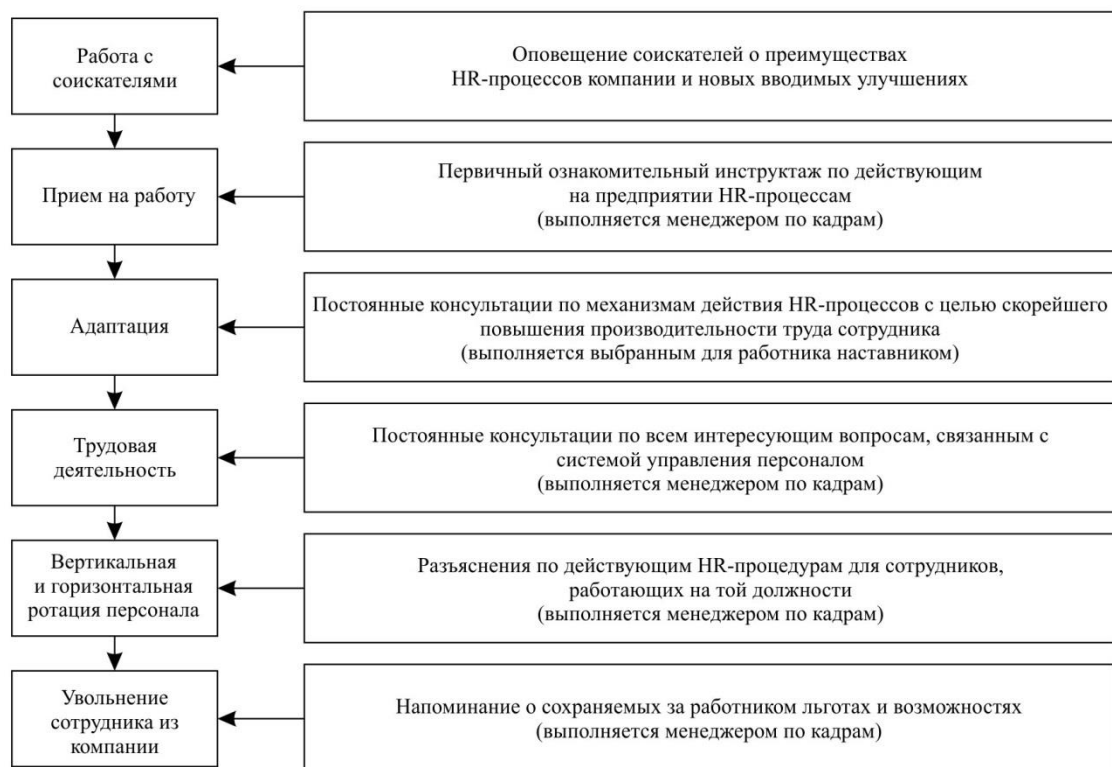 Работа с
соискателями
Оповещение соискателей о преимуществах
HR-процессов компании и новых вводимых улучшениях
Прием на работу
Первичный ознакомительный инструктаж по действующим
на предприятии HR-процессам
(выполняется менеджером по кадрам)
Адаптация
Постоянные консультации по механизмам действия HR-процессов с целью скорейшего
повышения производительности труда сотрудника
(выполняется выбранным для работника наставником)
Трудовая
деятельность
Постоянные консультации по всем интересующим вопросам, связанным с
системой управления персоналом
(выполняется менеджером по кадрам)
Вертикальная
и горизонтальная
ротация персонала
Разъяснения по действующим HR-процедурам для сотрудников,
работающих на той должности
(выполняется менеджером по кадрам)
Увольнение
сотрудника из
компании
Напоминание о сохраняемых за работником льготах и возможностях
(выполняется менеджером по кадрам)